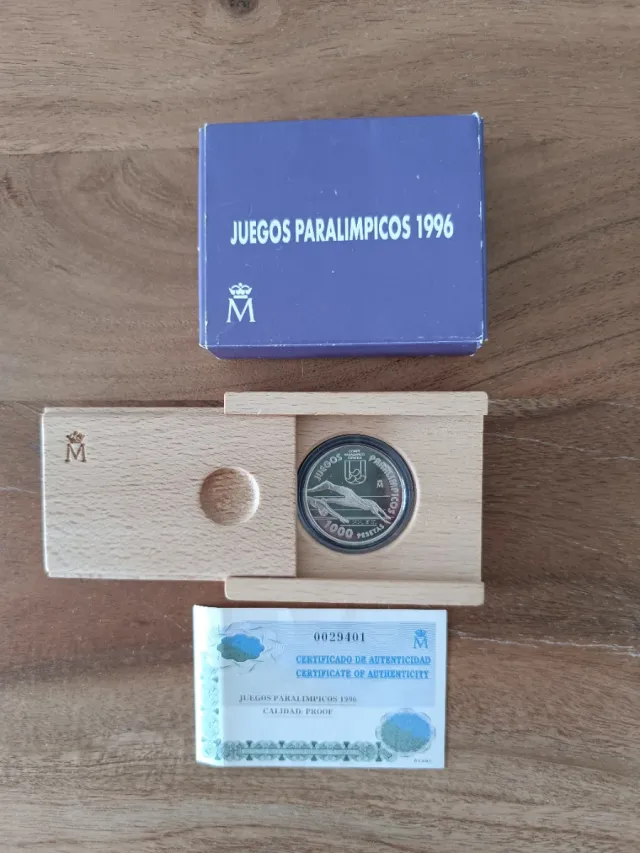 JUEGOS PARALIMPICOS 1996
M
M
JUEGOS PARALIMPICOS
M
1000 PESETAS
0029401
M
CERTIFICADO DE AUTENTICIDAD
CERTIFICATE OF AUTHENTICITY
JUEGOS PARALIMPICOS 1996
CALIDAD: PROOF